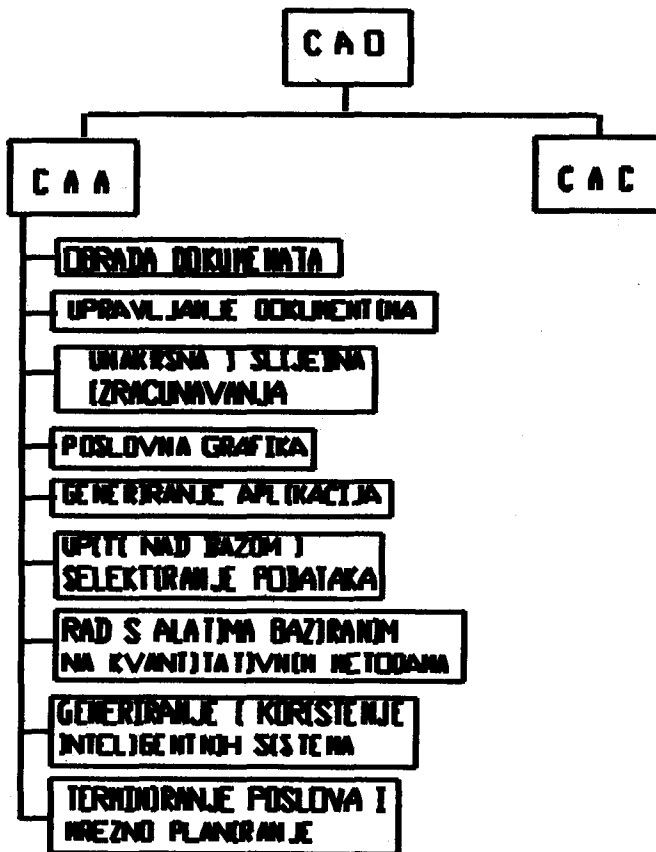 CAO
CAA
CAC
OBRADA DOKUMENATA
UPRAVLJANJE DOKUMENTIMA
UNAKRSNA I SLIJEDNA
IZRACUNAVANJA
POSLOVNA GRAFIKA
GENERIRANJE APLIKACIJA
UPITI NAD BAZOM I
SELEKTIRANJE PODATAKA
RAD S ALATIMA BAZIRANIM
NA KVANTITATIVNIM METODAMA
GENERIRANJE I KORISTENJE
INTELIGENTNIH SISTEMA
TERMINIRANJE POSLOVA I
MREZNO PLANIRANJE